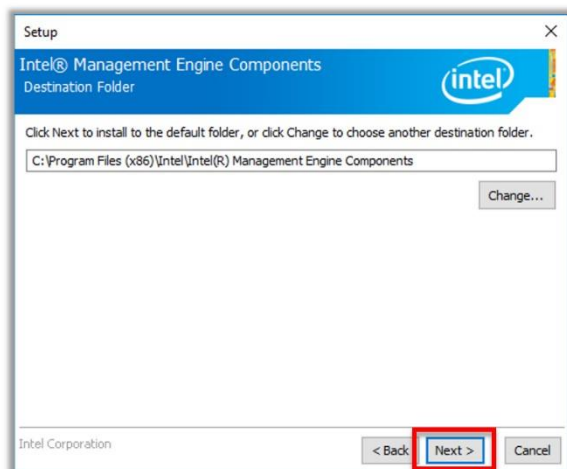 Setup
Intel® Management Engine Components
Destination Folder
intel
Click Next to install to the default folder, or click Change to choose another destination folder.
C:\Program Files (x86)\Intel\Intel(R) Management Engine Components
Change...
Intel Corporation
< Back
Next >
Cancel